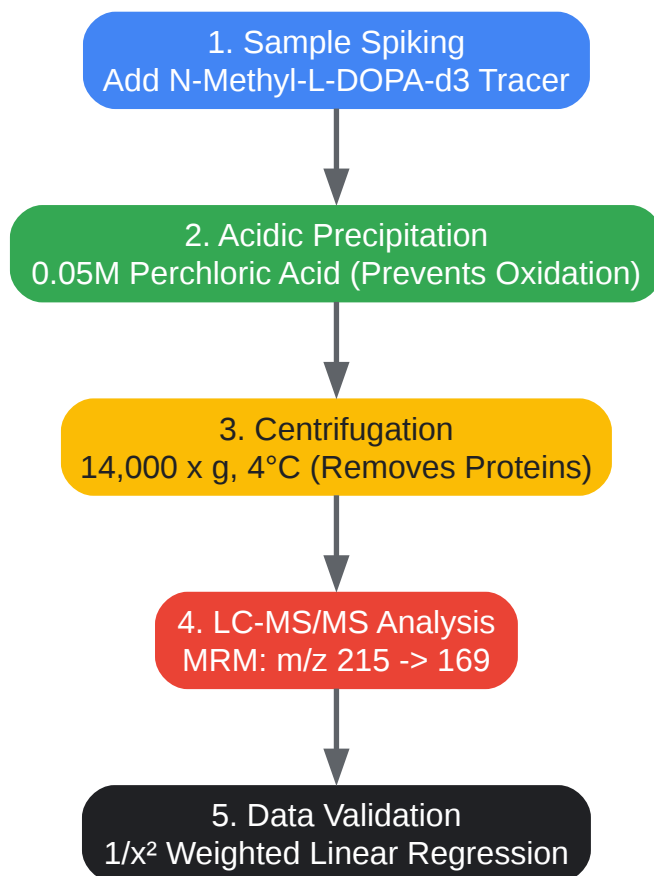 1. Sample Spiking
Add N-Methyl-L-DOPA-d3 Tracer
2. Acidic Precipitation
0.05M Perchloric Acid (Prevents Oxidation)
3. Centrifugation
14,000 x g, 4°C (Removes Proteins)
4. LC-MS/MS Analysis
MRM: m/z 215 -> 169
5. Data Validation
1/x² Weighted Linear Regression